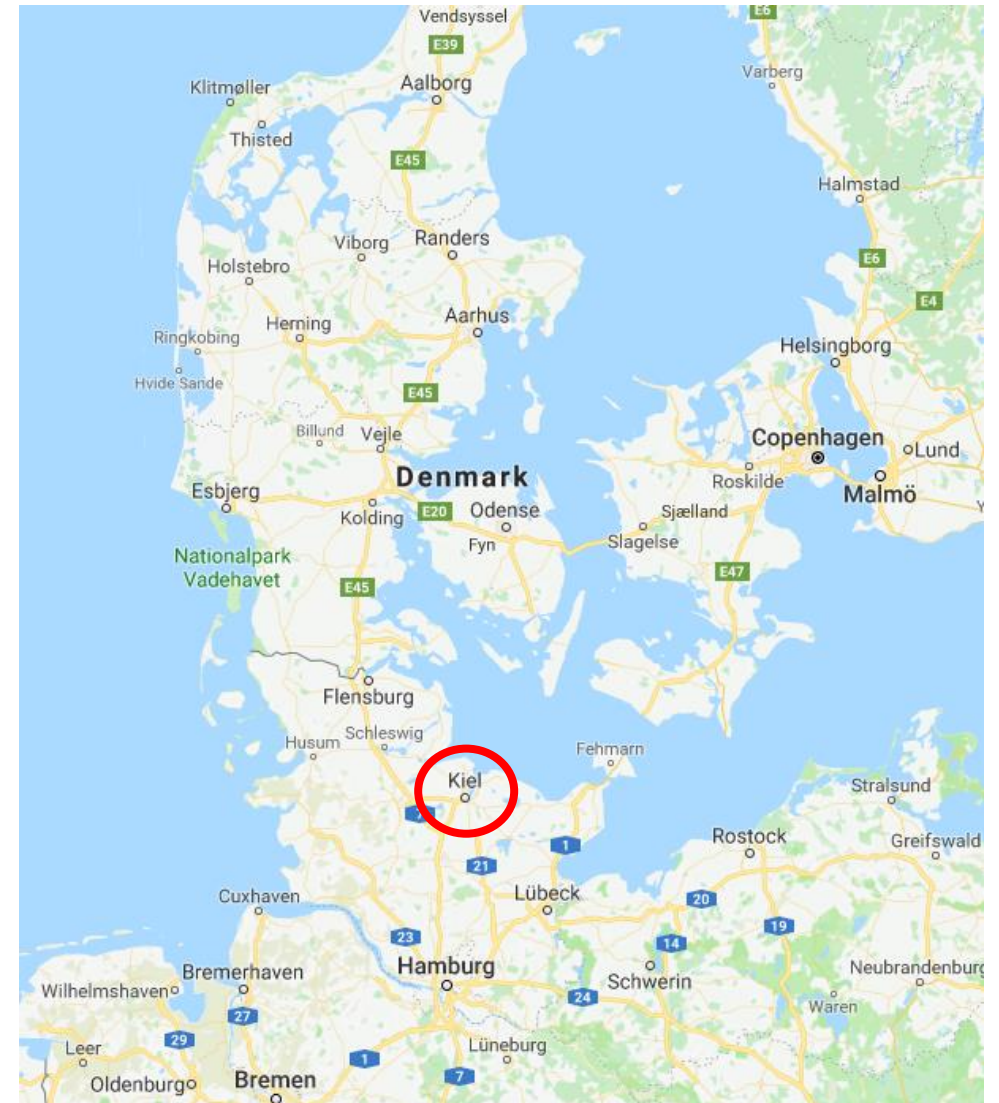 Vendsyssel
E6
E39
Varberg
Klitmøller
Aalborg
Thisted
E45
Halmstad
Viborg
Randers
Holstebro
E6
E4
Aarhus
Herning
Ringkobing
Helsingborg
Hvide Sande
E45
Billund
Vejle
Copenhagen
Lund
Denmark
Roskilde
Malmö
Esbjerg
Kolding
E20
Odense
Sjælland
Fyn
Slagelse
Nationalpark
Vadehavet
E47
E45
Flensburg
Schleswig
Husum
Fehmarn
Kiel
Stralsund
7
Rostock
1
Greifswald
21
Cuxhaven
Lübeck
20
19
23
14
Hamburg
Bremerhaven
Schwerin
Neubrandenburg
Wilhelmshaven
24
Waren
27
29
Lüneburg
Leer
1
7
Oldenburg
Bremen